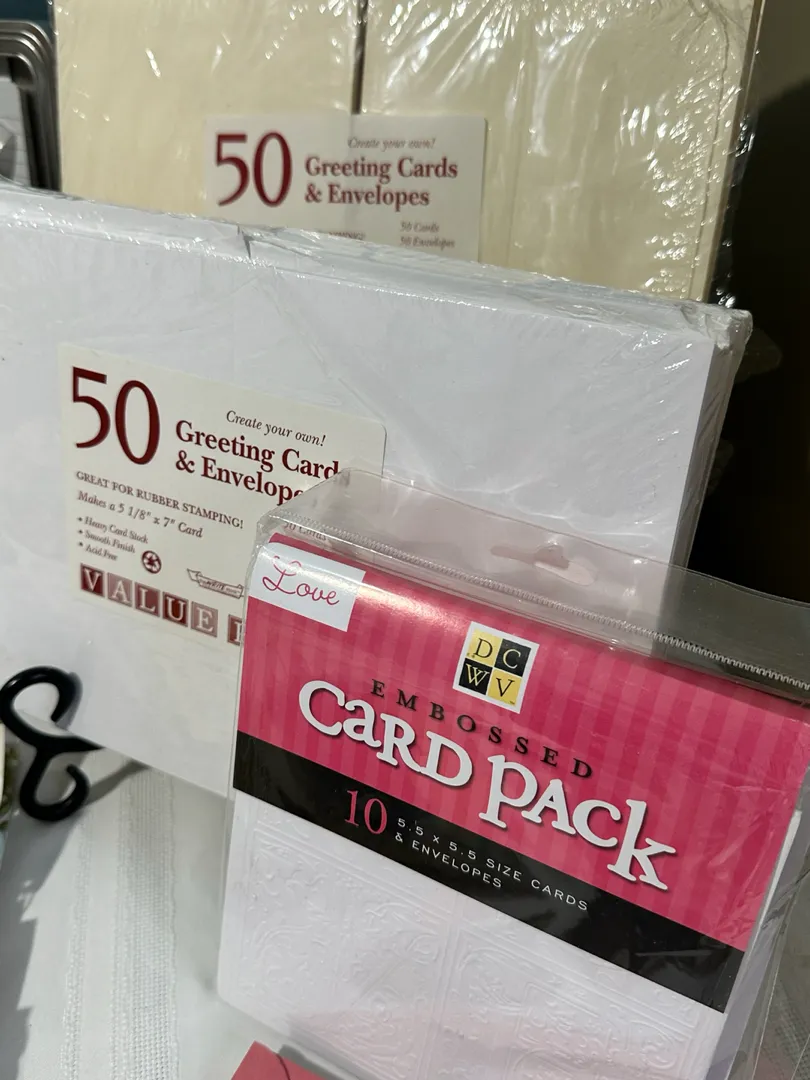 Create your own!
50 Greeting Cards
& Envelopes
50 Cards
50 Envelopes
50
Create your own!
Greeting Card
& Envelope
GREAT FOR RUBBER STAMPING!
Makes a 5 1/8" x 7" Card
• Heavy Card Stock
• Smooth Finish
• Acid Free
50 Cards
VALUE
Love
DC
WV
EMBOSSED
CARD PACK
10 5.5 x 5.5 SIZE CARDS
& ENVELOPES